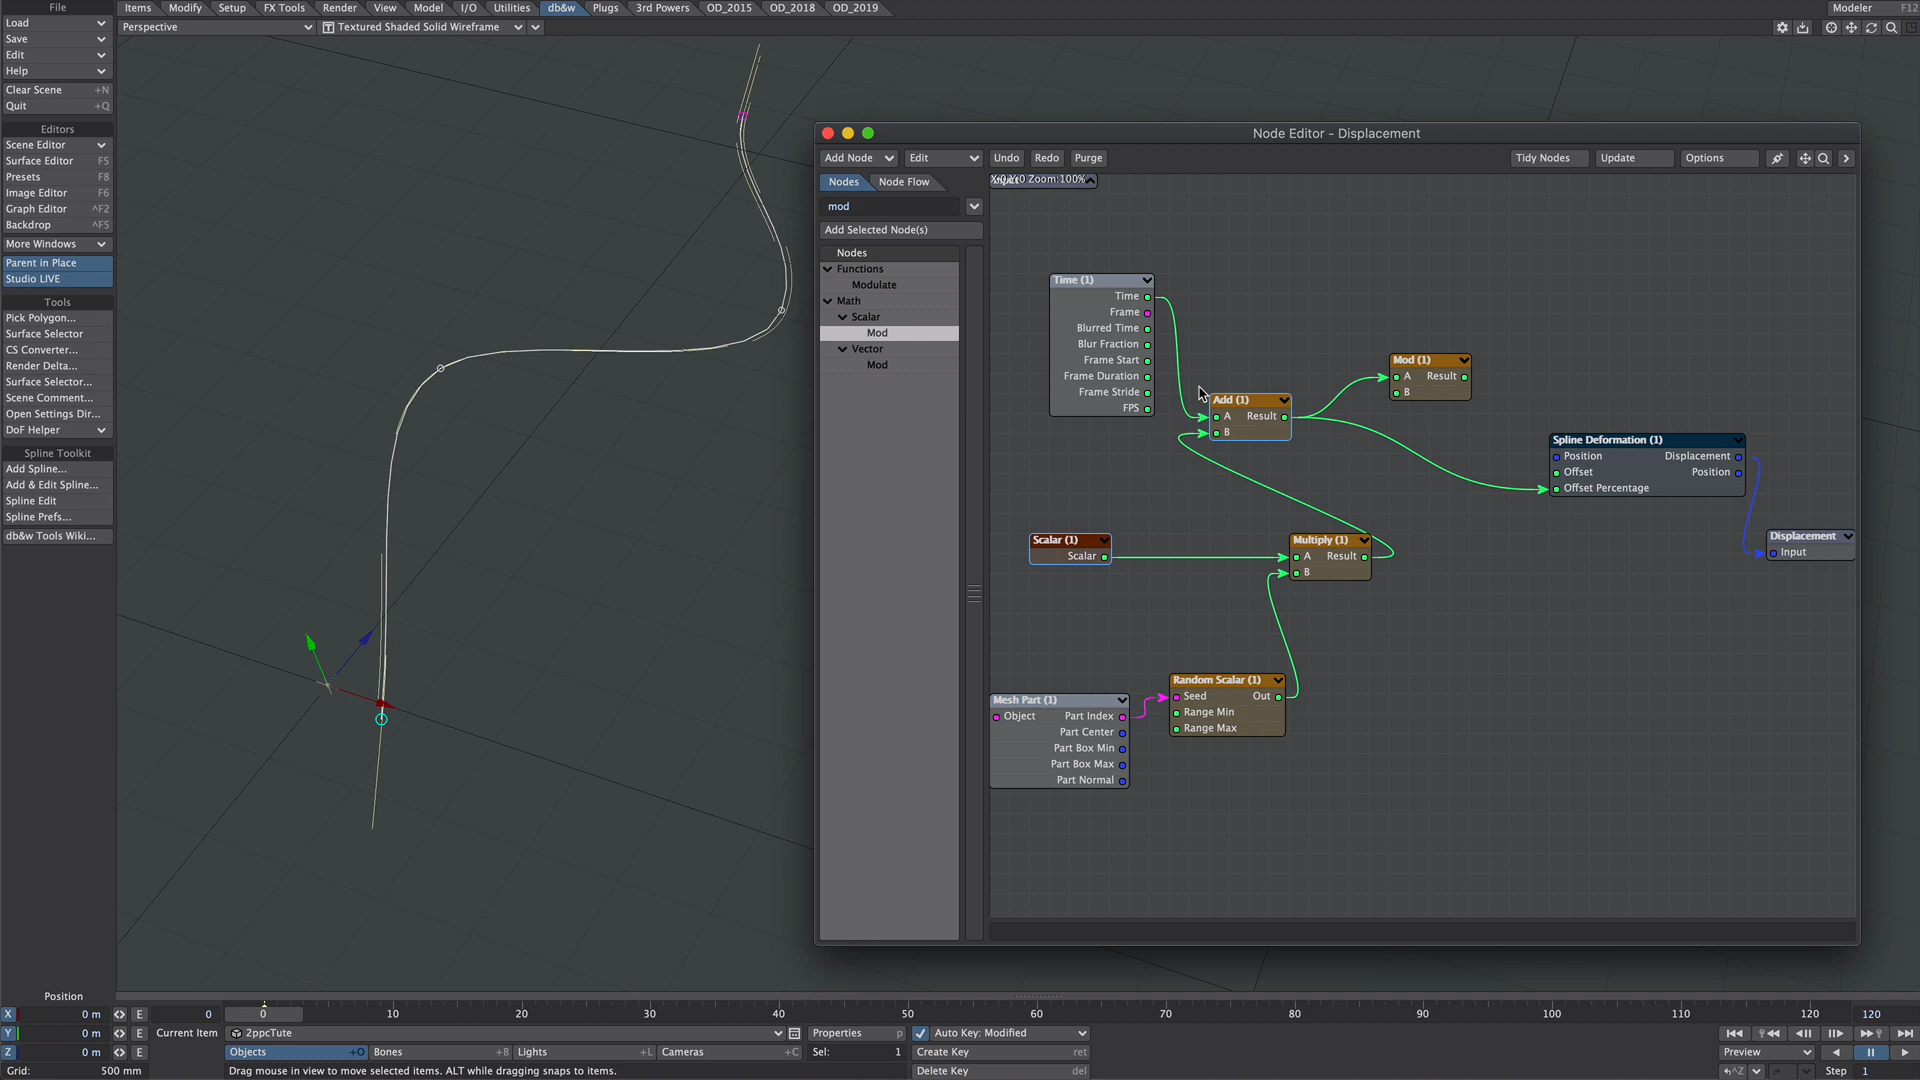 File Items Modify Setup FX Tools Render View Model I/O Utilities db&w Plugs 3rd Powers OD_2015 OD_2018 OD_2019 Modeler F12
Load Perspective Textured Shaded Solid Wireframe
Save
Edit
Help
Clear Scene +N
Quit +Q
Editors
Scene Editor
Surface Editor F5
Presets F8
Image Editor F6
Graph Editor ^F2
Backdrop ^F5
More Windows
Parent in Place
Studio LIVE
Tools
Pick Polygon...
Surface Selector
CS Converter...
Render Delta...
Surface Selector...
Scene Comment...
Open Settings Dir...
DoF Helper
Spline Toolkit
Add Spline...
Add & Edit Spline...
Spline Edit
Spline Prefs...
db&w Tools Wiki...
Node Editor - Displacement
Add Node Edit Undo Redo Purge Tidy Nodes Update Options
Nodes Node Flow
X:0 Y:0 Zoom:100%
mod
Add Selected Node(s)
Nodes
Functions
Modulate
Math
Scalar
Mod
Vector
Mod
Time (1)
Time
Frame
Blurred Time
Blur Fraction
Frame Start
Frame Duration
Frame Stride
FPS
Add (1)
A Result
B
Mod (1)
A Result
B
Spline Deformation (1)
Position Displacement
Offset Position
Offset Percentage
Displacement
Input
Scalar (1)
Scalar
Multiply (1)
A Result
B
Random Scalar (1)
Seed Out
Range Min
Range Max
Mesh Part (1)
Object Part Index
Part Center
Part Box Min
Part Box Max
Part Normal
Position
X 0 m E 0 0 10 20 30 40 50 60 70 80 90 100 110 120 120
Y 0 m E Current Item 2ppcTute Properties p Auto Key: Modified
Z 0 m E Objects +O Bones +B Lights +L Cameras +C Sel: 1 Create Key ret Preview
Grid: 500 mm Drag mouse in view to move selected items. ALT while dragging snaps to items. Delete Key del ^Z Step 1